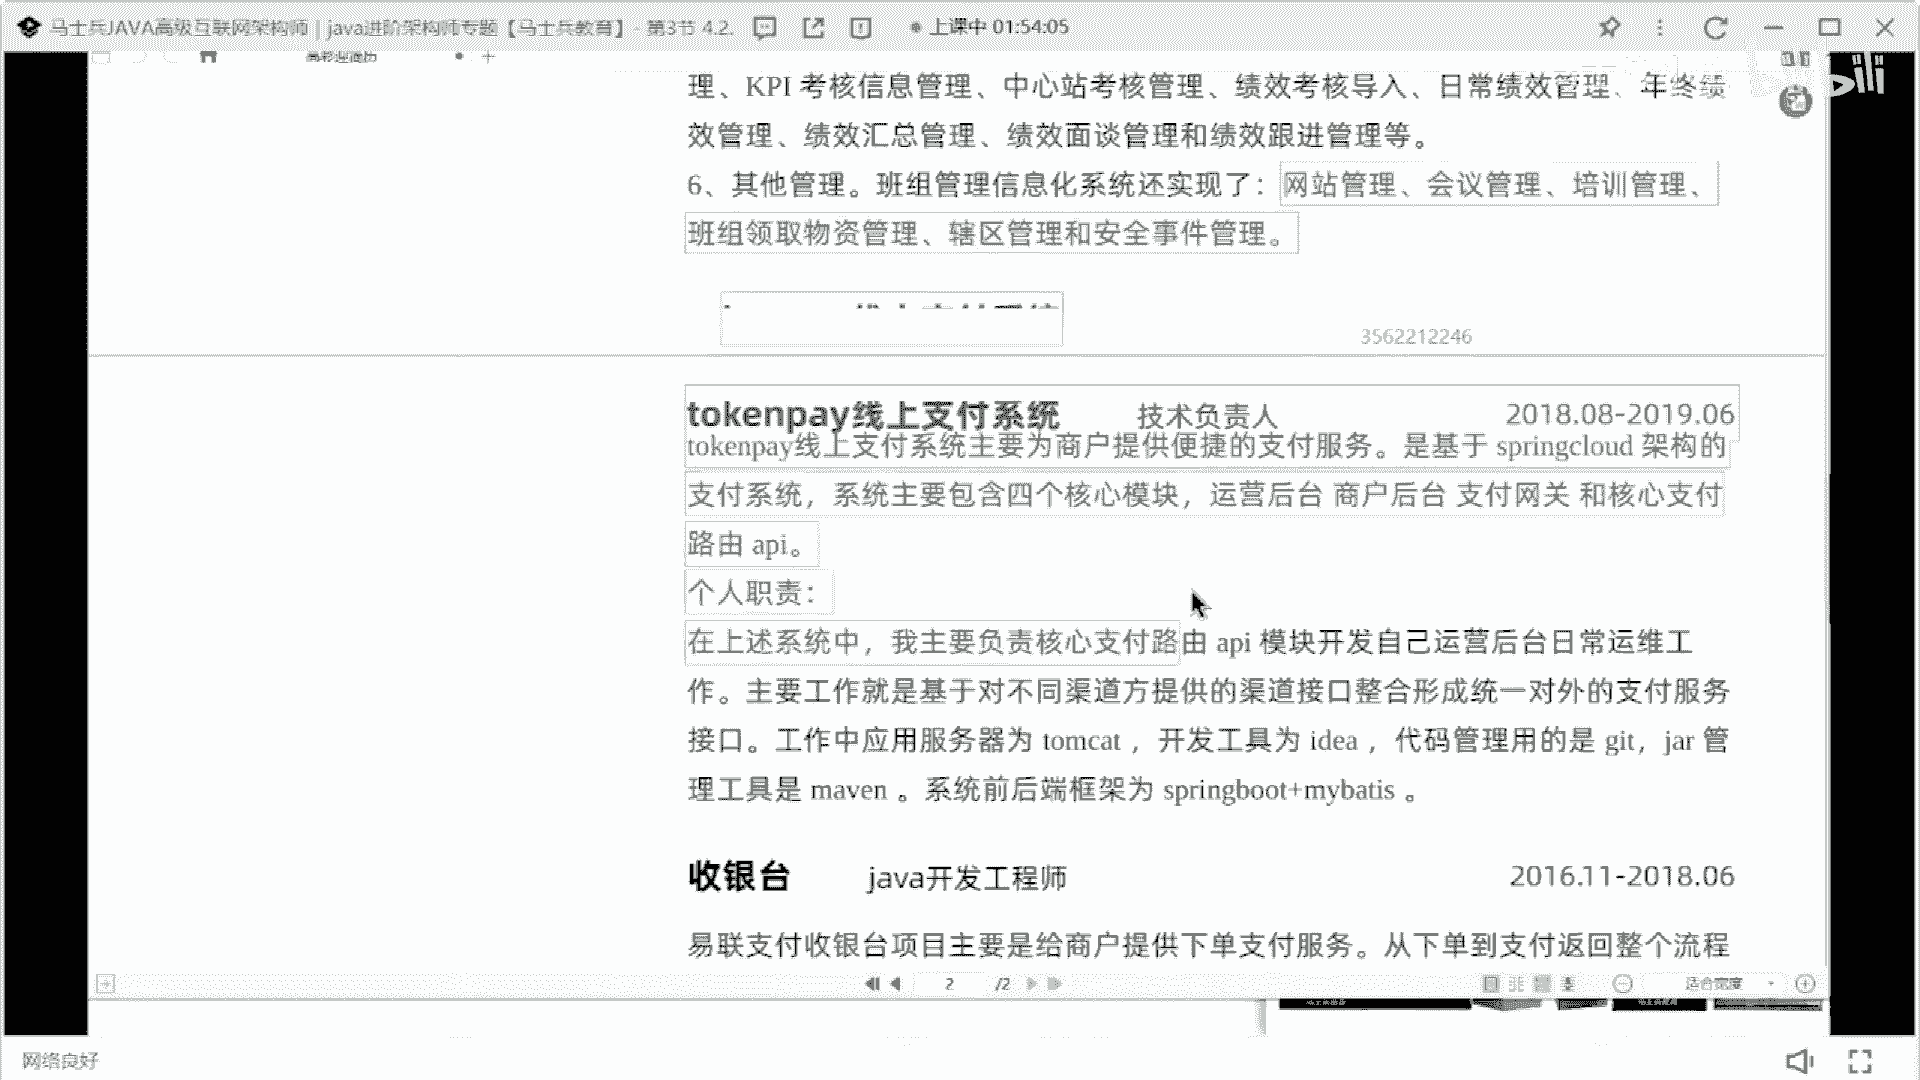 马士兵JAVA高级互联网架构师 | java进阶架构师专题【马士兵教育】 - 第3节 4.2. 上课中 01:54:05
理、KPI 考核信息管理、中心站考核管理、绩效考核导入、日常绩效管理、年终绩
效管理、绩效汇总管理、绩效面谈管理和绩效跟进管理等。
6、其他管理。班组管理信息化系统还实现了：网站管理、会议管理、培训管理、
班组领取物资管理、辖区管理和安全事件管理。
3562212246
tokenpay线上支付系统 技术负责人 2018.08-2019.06
tokenpay线上支付系统主要为商户提供便捷的支付服务。是基于 springcloud 架构的
支付系统，系统主要包含四个核心模块，运营后台 商户后台 支付网关 和核心支付
路由 api。
个人职责：
在上述系统中，我主要负责核心支付路由 api 模块开发自己运营后台日常运维工
作。主要工作就是基于对不同渠道方提供的渠道接口整合形成统一对外的支付服务
接口。工作中应用服务器为 tomcat ，开发工具为 idea ，代码管理用的是 git，jar 管
理工具是 maven 。系统前后端框架为 springboot+mybatis 。
收银台 java开发工程师 2016.11-2018.06
易联支付收银台项目主要是给商户提供下单支付服务。从下单到支付返回整个流程
2 /2 适合宽度
网络良好